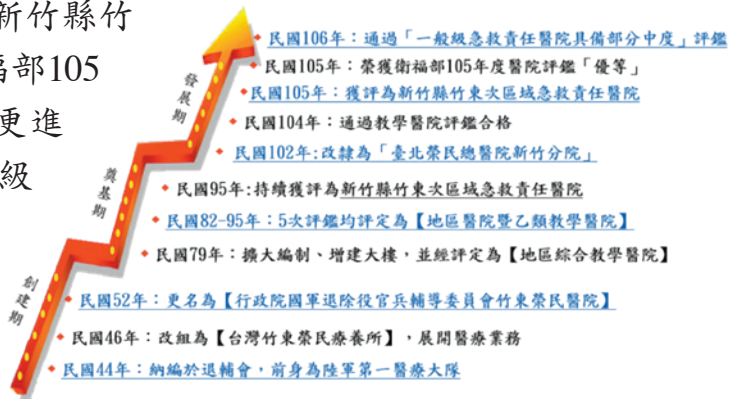 新竹縣竹
部105
更進
級
發展期
奠基期
創建期
民國106年：通過「一般級急救責任醫院具備部分中度」評鑑
民國105年：榮獲衛福部105年度醫院評鑑「優等」
民國105年：獲評為新竹縣竹東次區域急救責任醫院
民國104年：通過教學醫院評鑑合格
民國102年:改隸為「臺北榮民總醫院新竹分院」
民國95年:持續獲評為新竹縣竹東次區域急救責任醫院
民國82-95年：5次評鑑均評定為【地區醫院暨乙類教學醫院】
民國79年：擴大編制、增建大樓，並經評定為【地區綜合教學醫院】
民國52年：更名為【行政院國軍退除役官兵輔導委員會竹東榮民醫院】
民國46年：改組為【台灣竹東榮民療養所】，展開醫療業務
民國44年：納編於退輔會，前身為陸軍第一醫療大隊